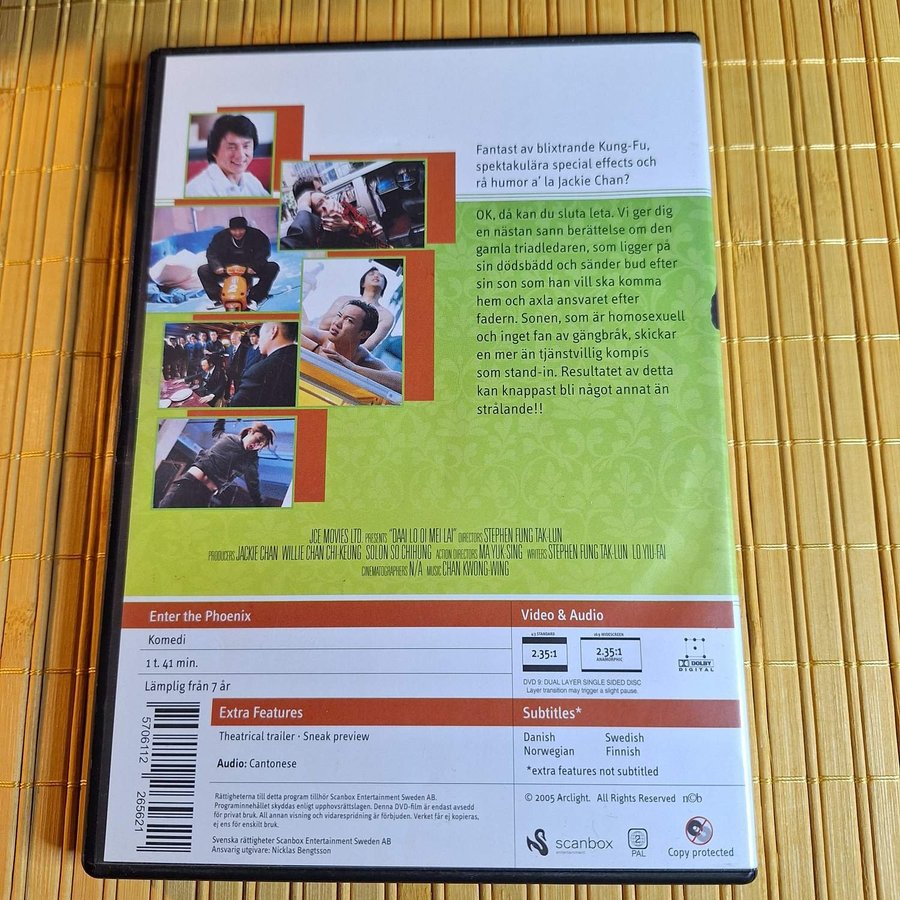 Fantast av blixtrande Kung-Fu,
spektakulära special effects och
rå humor a' la Jackie Chan?
OK, då kan du sluta leta. Vi ger dig
en nästan sann berättelse om den
gamla triadledaren, som ligger på
sin dödsbädd och sänder bud efter
sin son som han vill ska komma
hem och axla ansvaret efter
fadern. Sonen, som är homosexuell
och inget fan av gängbråk, skickar
en mer än tjänstvillig kompis
som stand-in. Resultatet av detta
kan knappast bli något annat än
strålande!!
JCE MOVIES LTD. PRESENTS "DAAI LO OI MEI LAI" DIRECTORS STEPHEN FUNG TAK-LUN
PRODUCERS JACKIE CHAN WILLIE CHAN CHI-KEUNG SOLON SO CHIHUNG ACTION DIRECTORS MA YUK-SING WRITERS STEPHEN FUNG TAK-LUN LO YIU-FAI
CINEMATOGRAPHERS N/A MUSIC CHAN KWONG-WING
Enter the Phoenix
Komedi
1 t. 41 min.
Lämplig från 7 år
Video & Audio
4:3 STANDARD
2.35:1
16:9 WIDESCREEN
2.35:1
ANAMORPHIC
DOLBY
DIGITAL
DVD 9: DUAL LAYER SINGLE SIDED DISC
Layer transition may trigger a slight pause.
Extra Features
Theatrical trailer · Sneak preview
Audio: Cantonese
Subtitles*
Danish Swedish
Norwegian Finnish
*extra features not subtitled
5706112 265621
Rättigheterna till detta program tillhör Scanbox Entertainment Sweden AB.
Programinnehållet skyddas enligt upphovsrättslagen. Denna DVD-film är endast avsedd
för privat bruk. All annan visning och vidarespridning är förbjuden. Verket får ej kopieras,
ej ens för enskilt bruk.
Svenska rättigheter Scanbox Entertainment Sweden AB
Ansvarig utgivare: Nicklas Bengtsson
© 2005 Arclight. All Rights Reserved n©b
scanbox
entertainment
2
PAL
Copy protected